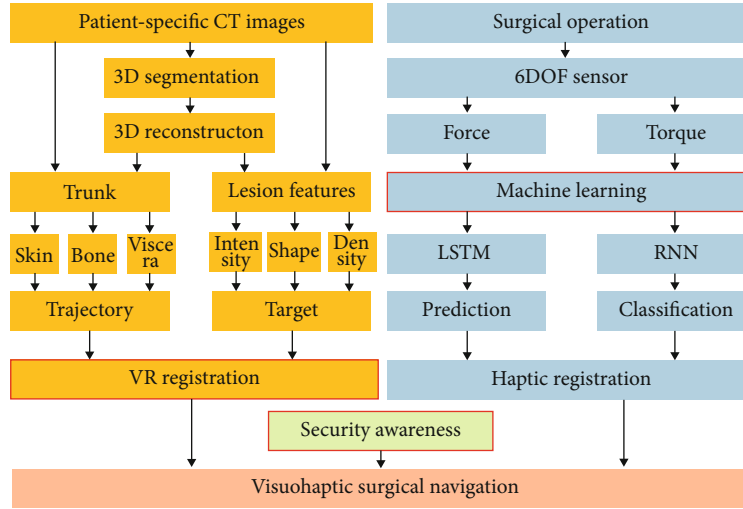 Patient-specific CT images
3D segmentation
3D reconstructon
Trunk
Lesion features
Skin
Bone
Visce
ra
Inten
sity
Shape
Den
sity
Trajectory
Target
VR registration
Surgical operation
6DOF sensor
Force
Torque
Machine learning
LSTM
RNN
Prediction
Classification
Haptic registration
Security awareness
Visuohaptic surgical navigation